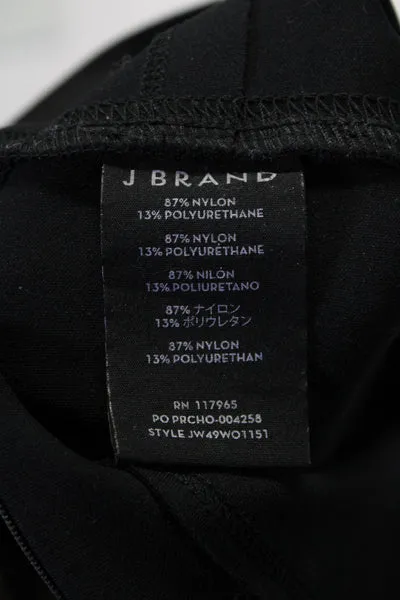 J BRAND
87% NYLON
13% POLYURETHANE
87% NYLON
13% POLYURÉTHANE
87% NILÓN
13% POLIURETANO
87% ナイロン
13% ポリウレタン
87% NYLON
13% POLYURETHAN
RN 117965
PO PRCHO-004258
STYLE JW49WO1151